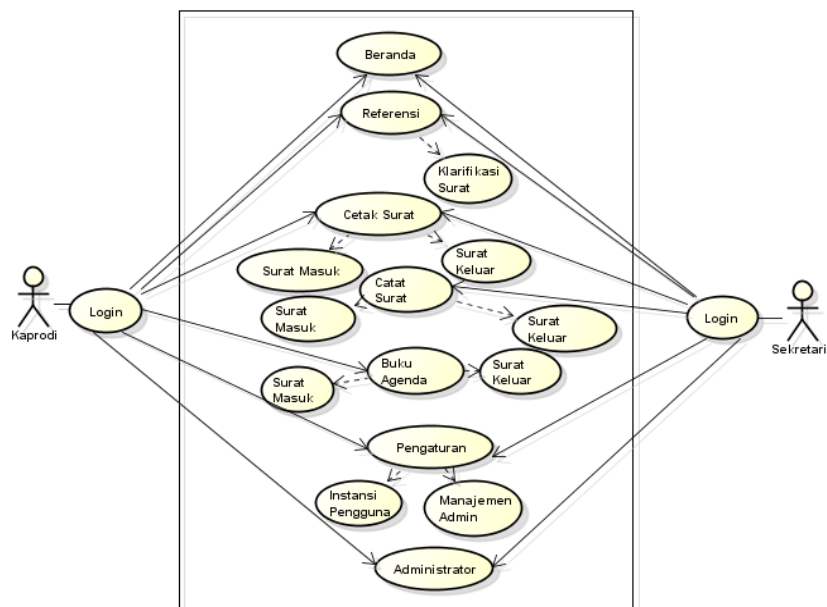 Beranda
Referensi
Klarifikasi
Surat
Cetak Surat
Surat Masuk
Surat
Keluar
Catat
Surat
Surat
Masuk
Surat
Keluar
Login
Kaprodi
Login
Sekretari
Buku
Agenda
Surat
Masuk
Surat
Keluar
Pengaturan
Instansi
Pengguna
Manajemen
Admin
Administrator